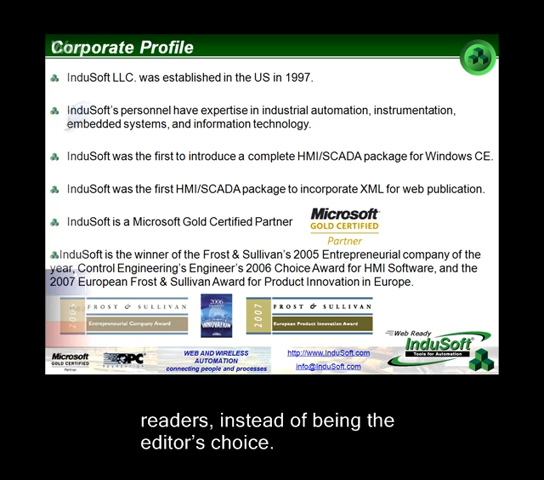 Corporate Profile
InduSoft LLC. was established in the US in 1997.
InduSoft's personnel have expertise in industrial automation, instrumentation,
embedded systems, and information technology.
InduSoft was the first to introduce a complete HMI/SCADA package for Windows CE.
InduSoft was the first HMI/SCADA package to incorporate XML for web publication.
InduSoft is a Microsoft Gold Certified Partner
Microsoft
GOLD CERTIFIED
Partner
InduSoft is the winner of the Frost & Sullivan's 2005 Entrepreneurial company of the
year, Control Engineering's Engineer's 2006 Choice Award for HMI Software, and the
2007 European Frost & Sullivan Award for Product Innovation in Europe.
FROST & SULLIVAN
Entrepreneurial Company Award
2006
INNOVATION
2007
FROST & SULLIVAN
European Product Innovation Award
Web Ready
InduSoft
Tools for Automation
Microsoft
GOLD CERTIFIED
Partner
OPC
FOUNDATION
WEB AND WIRELESS
AUTOMATION
connecting people and processes
http://www.InduSoft.com
info@InduSoft.com
readers, instead of being the
editor's choice.